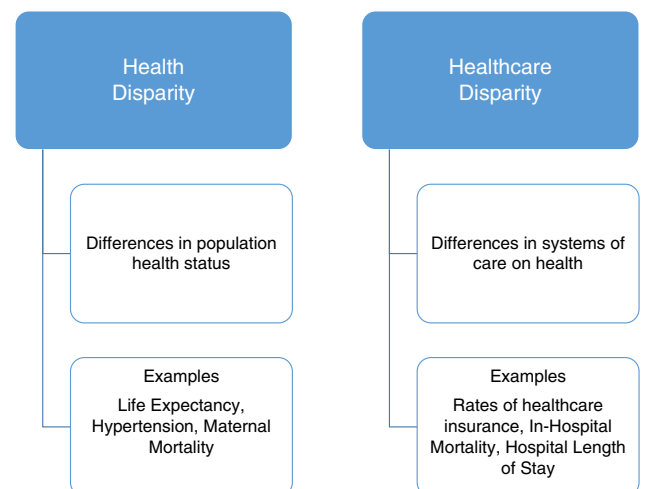 Health
Disparity
Differences in population
health status
Examples
Life Expectancy,
Hypertension, Maternal
Mortality
Healthcare
Disparity
Differences in systems of
care on health
Examples
Rates of healthcare
insurance, In-Hospital
Mortality, Hospital Length
of Stay